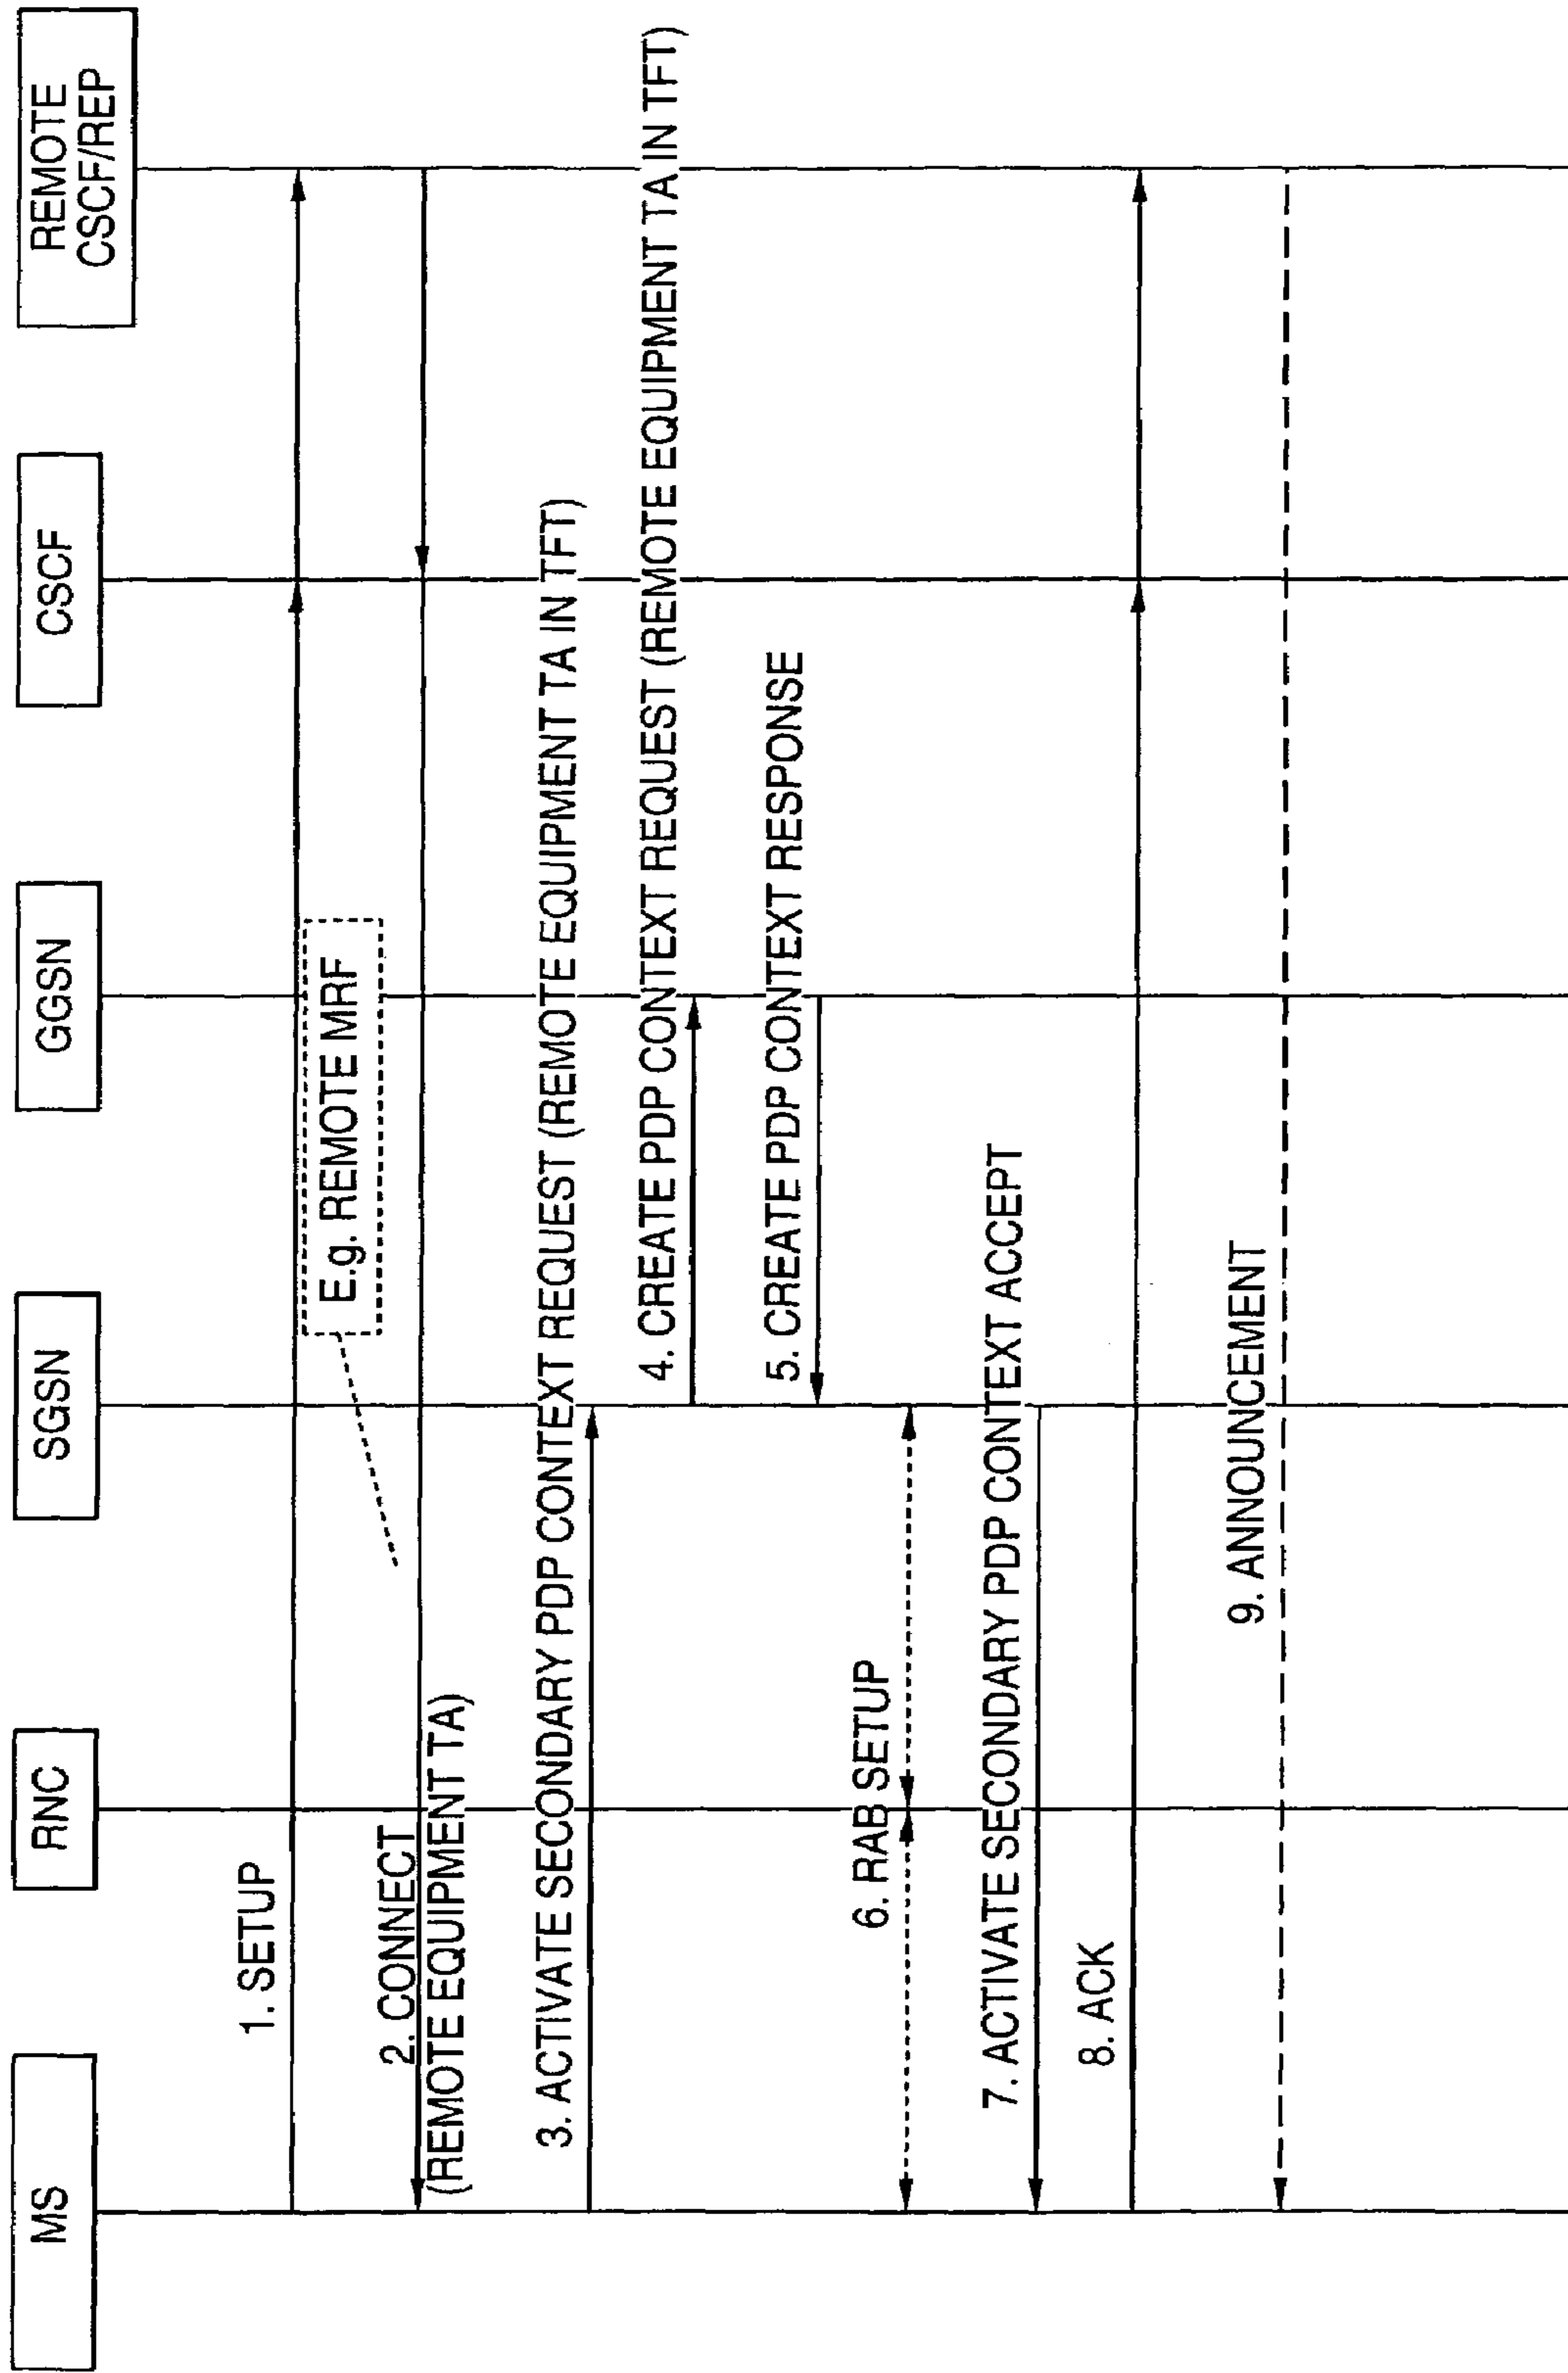 MS
RNC
SGSN
GGSN
CSCF
REMOTE
CSCF/REP
1. SETUP
E.g. REMOTE MRF
2. CONNECT
(REMOTE EQUIPMENT TA)
3. ACTIVATE SECONDARY PDP CONTEXT REQUEST (REMOTE EQUIPMENT TA IN TFT)
4. CREATE PDP CONTEXT REQUEST (REMOTE EQUIPMENT TA IN TFT)
5. CREATE PDP CONTEXT RESPONSE
6. RAB SETUP
7. ACTIVATE SECONDARY PDP CONTEXT ACCEPT
8. ACK
9. ANNOUNCEMENT